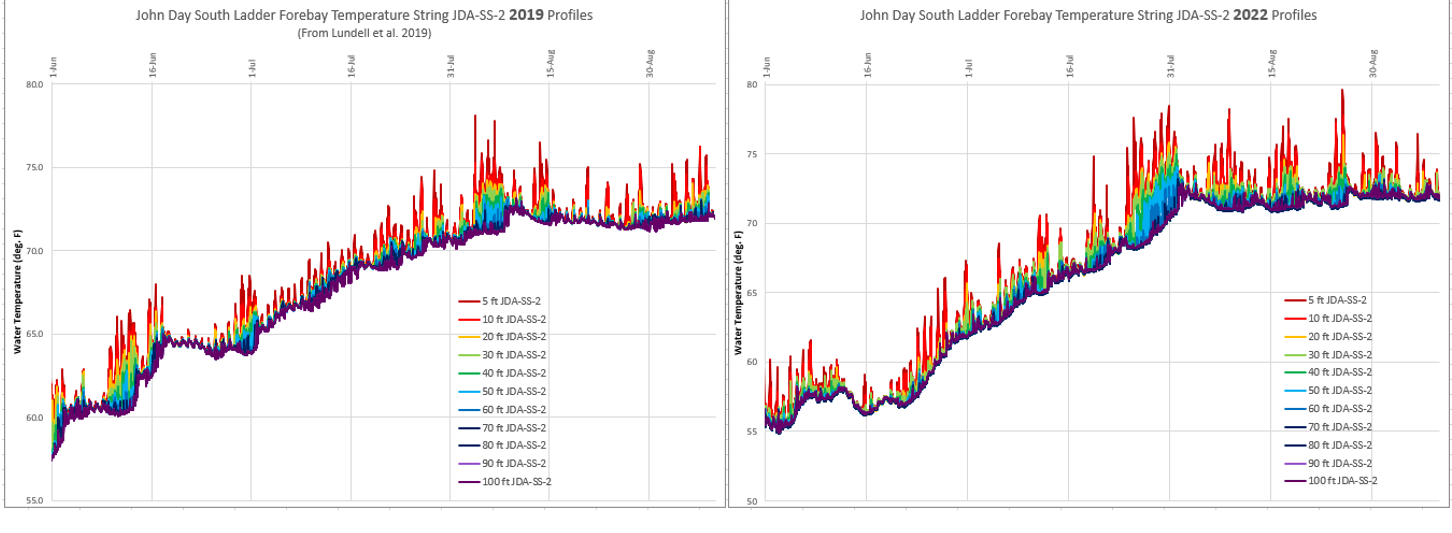 John Day South Ladder Forebay Temperature String JDA-SS-2 2019 Profiles
(From Lundell et al. 2019)
1-Jun
16-Jun
1-Jul
16-Jul
31-Jul
15-Aug
30-Aug
80.0
75.0
70.0
65.0
60.0
55.0
Water Temperature (deg. F)
5 ft JDA-SS-2
10 ft JDA-SS-2
20 ft JDA-SS-2
30 ft JDA-SS-2
40 ft JDA-SS-2
50 ft JDA-SS-2
60 ft JDA-SS-2
70 ft JDA-SS-2
80 ft JDA-SS-2
90 ft JDA-SS-2
100 ft JDA-SS-2
John Day South Ladder Forebay Temperature String JDA-SS-2 2022 Profiles
1-Jun
16-Jun
1-Jul
16-Jul
31-Jul
15-Aug
30-Aug
80
75
70
65
60
55
50
Water Temperature (deg. F)
5 ft JDA-SS-2
10 ft JDA-SS-2
20 ft JDA-SS-2
30 ft JDA-SS-2
40 ft JDA-SS-2
50 ft JDA-SS-2
60 ft JDA-SS-2
70 ft JDA-SS-2
80 ft JDA-SS-2
90 ft JDA-SS-2
100 ft JDA-SS-2